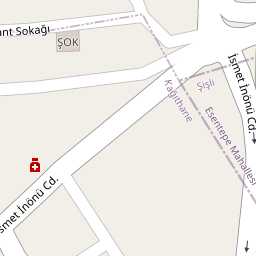 ant Sokağı
ŞOK
İsmet İnönü Cd.
Şişli
Kağıthane
Esentepe Mahallesi
smet İnönü Cd.